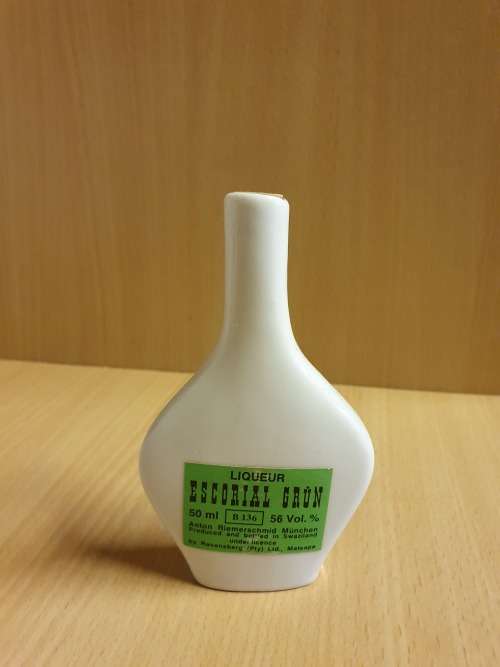 LIQUEUR
ESCORIAL GRÜN
50 ml B 136 56 Vol. %
Anton Riemerschmid München
Produced and bottled in Swaziland
under licence
by Ravensberg (Pty) Ltd., Matsapa